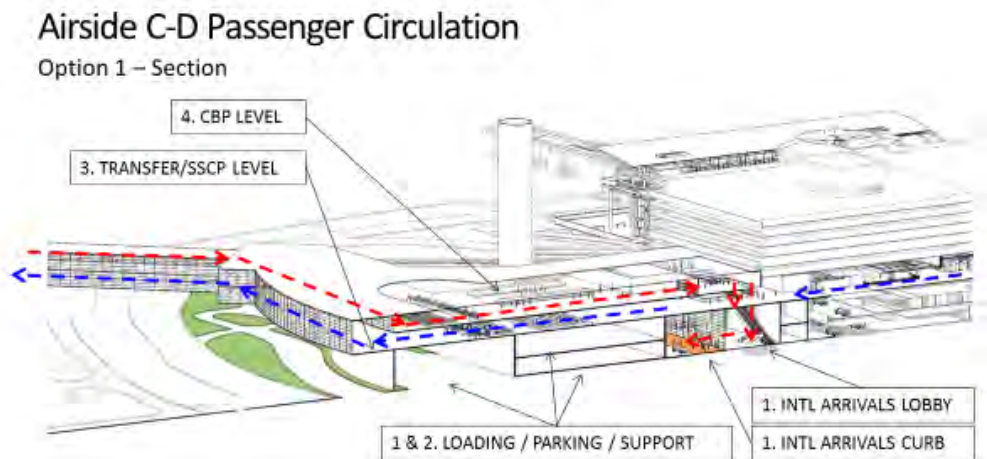 Airside C-D Passenger Circulation
Option 1 – Section
4. CBP LEVEL
3. TRANSFER/SSCP LEVEL
1. INTL ARRIVALS LOBBY
1 & 2. LOADING / PARKING / SUPPORT
1. INTL ARRIVALS CURB